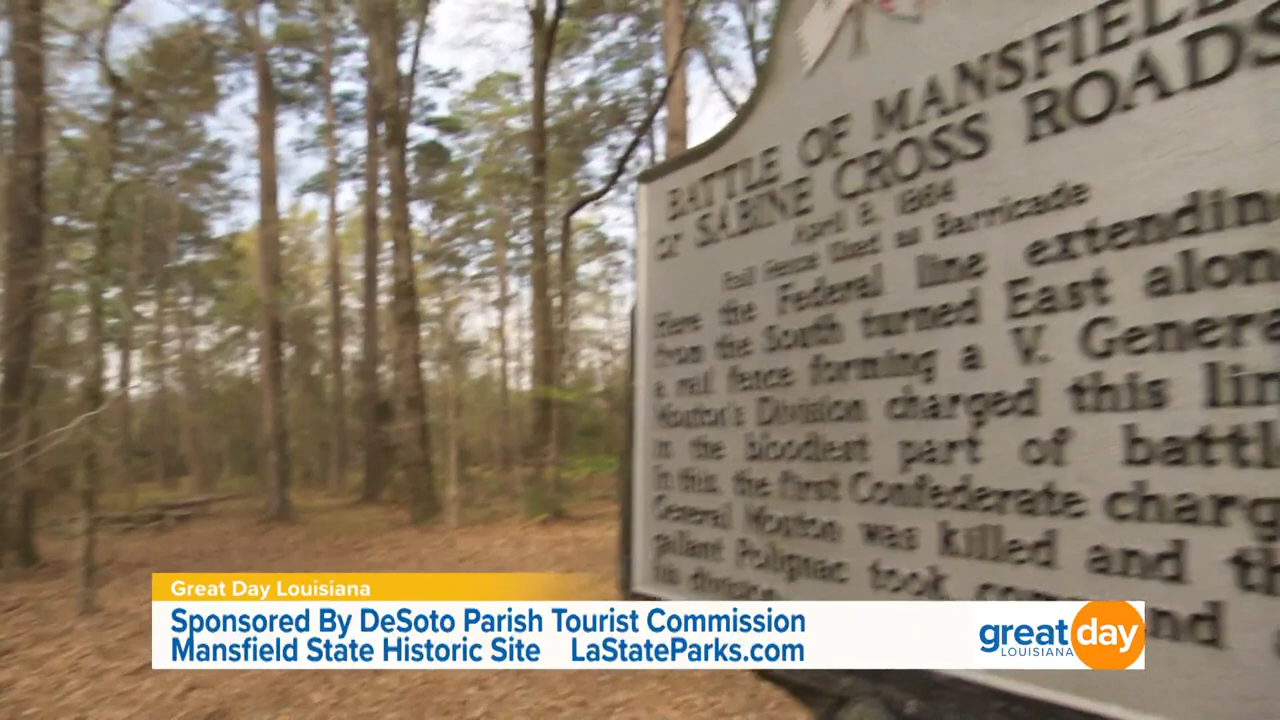 BATTLE OF MANSFIEL
or SABINE CROSS ROADS
April 8, 1864
Rail Fence Used as Barricade
Here the Federal line extendin
from the South turned East alon
a rail fence forming a V. Genera
Mouton's Division charged this lin
in the bloodiest part of battl
In this, the first Confederate charg
General Mouton was killed and th
gallant Polignac took
his division
Great Day Louisiana
Sponsored By DeSoto Parish Tourist Commission
Mansfield State Historic Site LaStateParks.com
great day
LOUISIANA